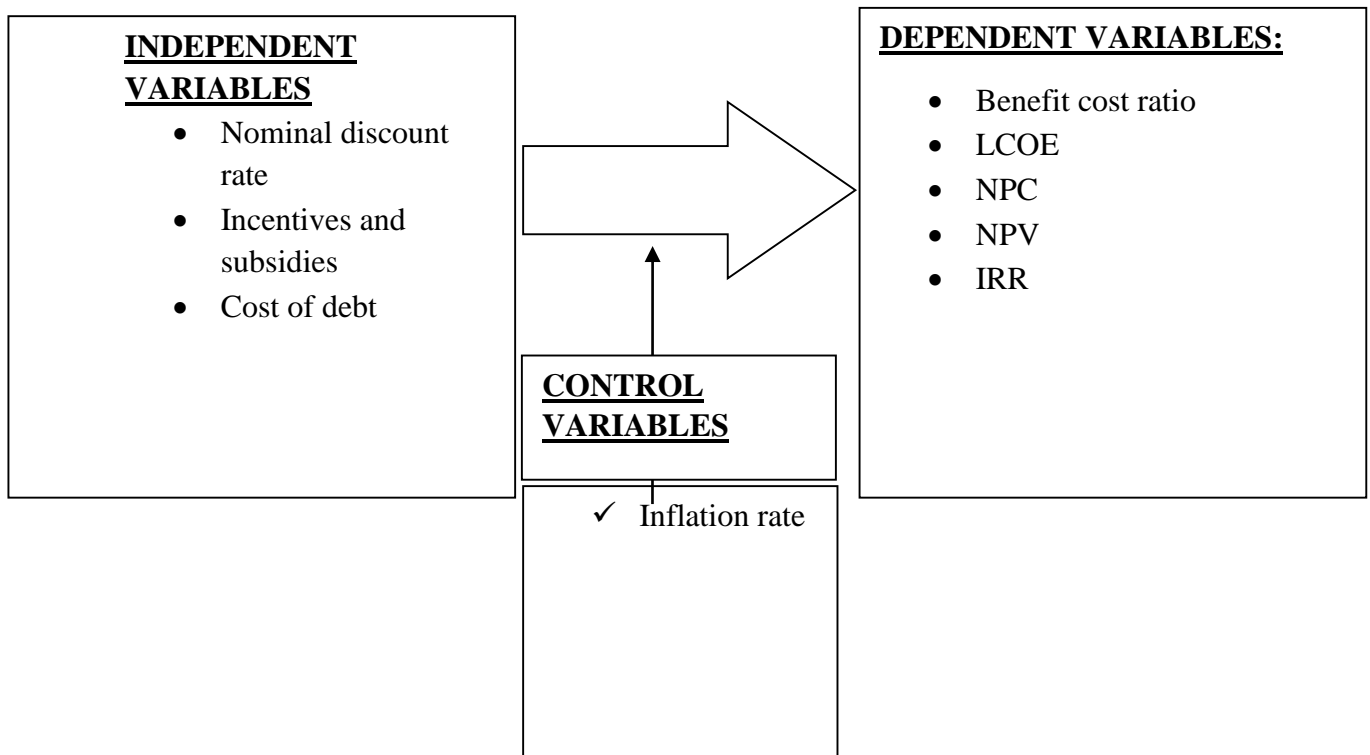 INDEPENDENT
VARIABLES
• Nominal discount
rate
• Incentives and
subsidies
• Cost of debt
DEPENDENT VARIABLES:
• Benefit cost ratio
• LCOE
• NPC
• NPV
• IRR
CONTROL
VARIABLES
✓ Inflation rate